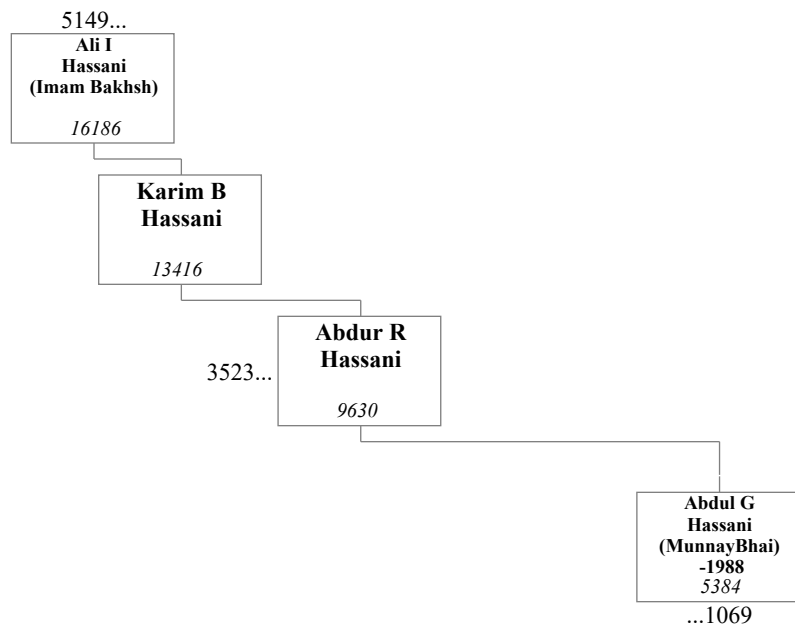 5149...
Ali I
Hassani
(Imam Bakhsh)
16186
Karim B
Hassani
13416
Abdur R
Hassani
3523...
9630
Abdul G
Hassani
(MunnayBhai)
-1988
5384
...1069